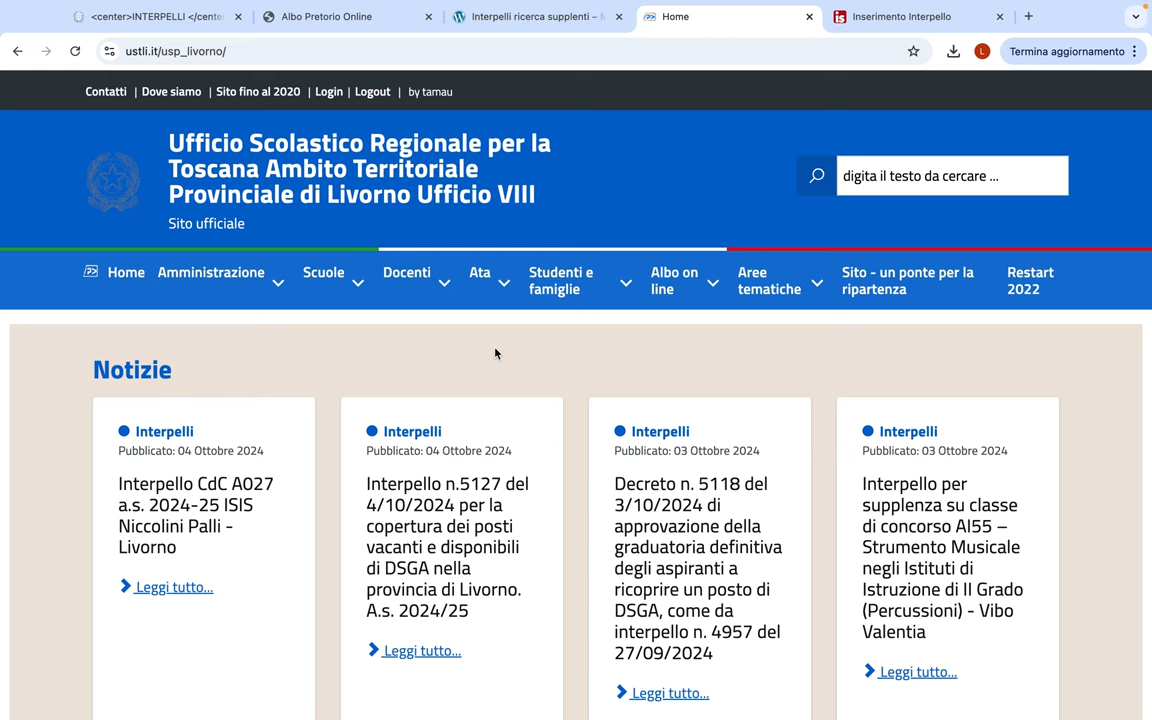 <center>INTERPELLI </cente
Albo Pretorio Online
Interpelli ricerca supplenti –
Home
Inserimento Interpello
ustli.it/usp_livorno/
L
Termina aggiornamento
Contatti | Dove siamo | Sito fino al 2020 | Login | Logout | by tamau
Ufficio Scolastico Regionale per la
Toscana Ambito Territoriale
Provinciale di Livorno Ufficio VIII
Sito ufficiale
digita il testo da cercare ...
Home
Amministrazione
Scuole
Docenti
Ata
Studenti e
famiglie
Albo on
line
Aree
tematiche
Sito - un ponte per la
ripartenza
Restart
2022
Notizie
Interpelli
Pubblicato: 04 Ottobre 2024
Interpello CdC A027
a.s. 2024-25 ISIS
Niccolini Palli -
Livorno
Leggi tutto...
Interpelli
Pubblicato: 04 Ottobre 2024
Interpello n.5127 del
4/10/2024 per la
copertura dei posti
vacanti e disponibili
di DSGA nella
provincia di Livorno.
A.s. 2024/25
Leggi tutto...
Interpelli
Pubblicato: 03 Ottobre 2024
Decreto n. 5118 del
3/10/2024 di
approvazione della
graduatoria definitiva
degli aspiranti a
ricoprire un posto di
DSGA, come da
interpello n. 4957 del
27/09/2024
Leggi tutto...
Interpelli
Pubblicato: 03 Ottobre 2024
Interpello per
supplenza su classe
di concorso AI55 –
Strumento Musicale
negli Istituti di
Istruzione di II Grado
(Percussioni) - Vibo
Valentia
Leggi tutto...